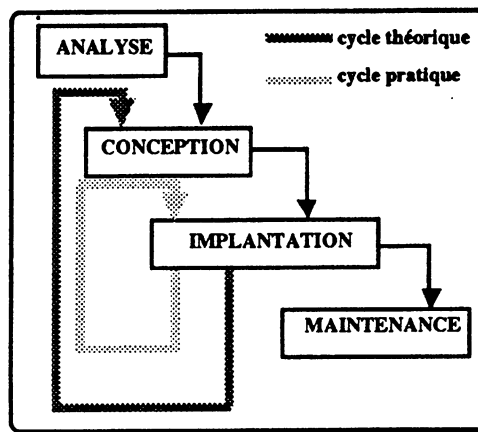 ANALYSE
cycle théorique
cycle pratique
CONCEPTION
IMPLANTATION
MAINTENANCE